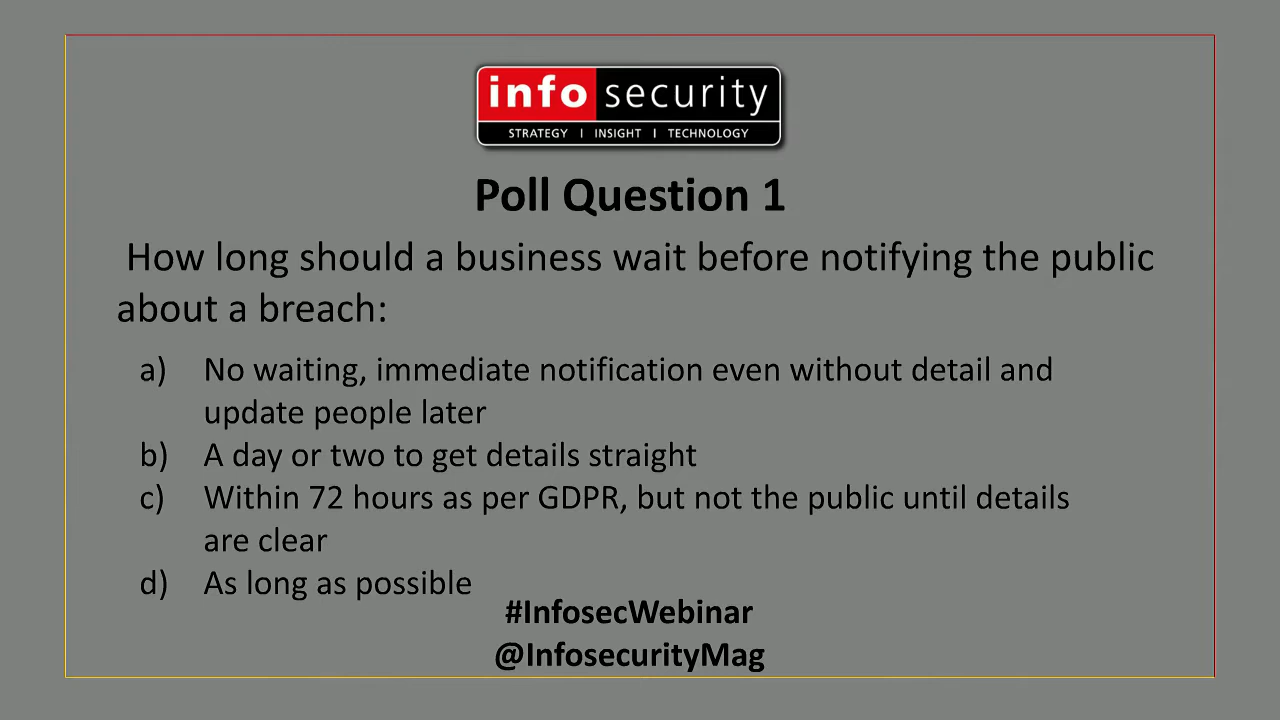 info security
STRATEGY | INSIGHT | TECHNOLOGY
Poll Question 1
How long should a business wait before notifying the public
about a breach:
a) No waiting, immediate notification even without detail and
update people later
b) A day or two to get details straight
c) Within 72 hours as per GDPR, but not the public until details
are clear
d) As long as possible
#InfosecWebinar
@InfosecurityMag